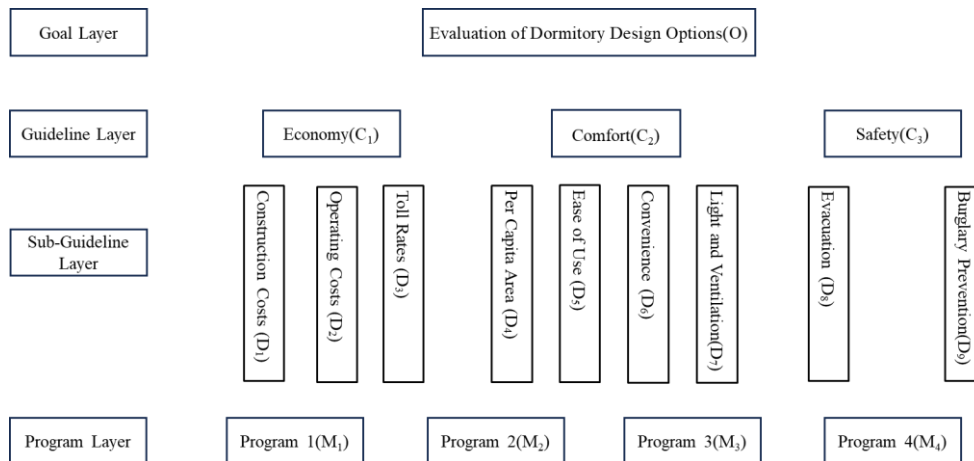 Goal Layer
Evaluation of Dormitory Design Options(O)
Guideline Layer
Economy(C₁)
Comfort(C₂)
Safety(C₃)
Sub-Guideline
Layer
Construction Costs (D₁)
Operating Costs (D₂)
Toll Rates (D₃)
Per Capita Area (D₄)
Ease of Use (D₅)
Convenience (D₆)
Light and Ventilation(D₇)
Evacuation (D₈)
Burglary Prevention(D₉)
Program Layer
Program 1(M₁)
Program 2(M₂)
Program 3(M₃)
Program 4(M₄)